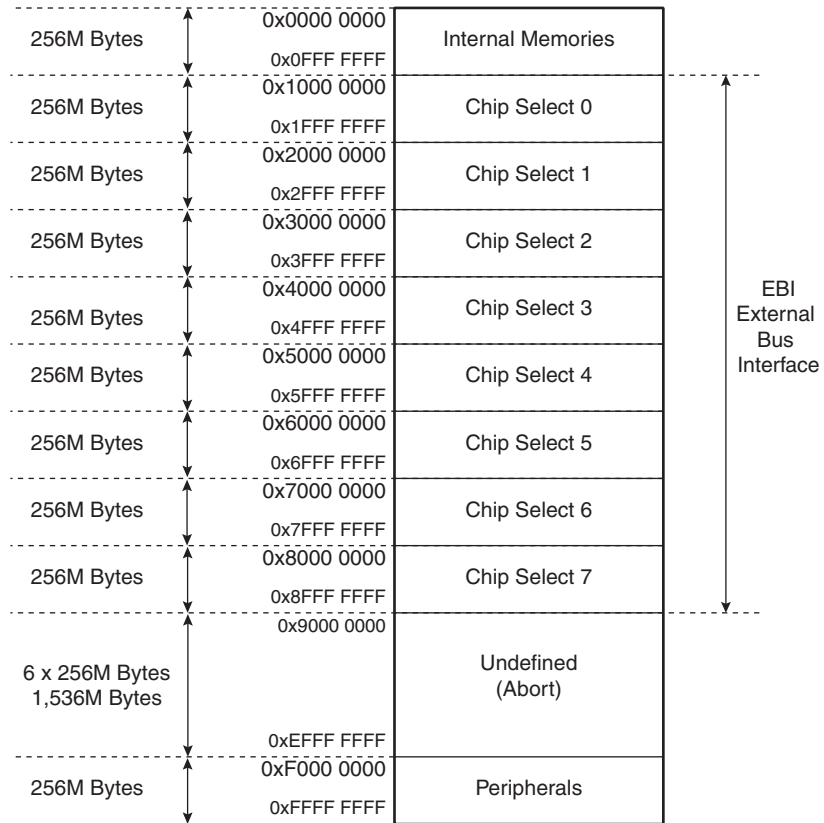 0x0000 0000
256M Bytes
Internal Memories
0x0FFF FFFF
0x1000 0000
256M Bytes
Chip Select 0
0x1FFF FFFF
0x2000 0000
256M Bytes
Chip Select 1
0x2FFF FFFF
0x3000 0000
256M Bytes
Chip Select 2
0x3FFF FFFF
0x4000 0000
256M Bytes
Chip Select 3
0x4FFF FFFF
0x5000 0000
256M Bytes
Chip Select 4
0x5FFF FFFF
0x6000 0000
256M Bytes
Chip Select 5
0x6FFF FFFF
0x7000 0000
256M Bytes
Chip Select 6
0x7FFF FFFF
0x8000 0000
256M Bytes
Chip Select 7
0x8FFF FFFF
EBI
External
Bus
Interface
0x9000 0000
6 x 256M Bytes
1,536M Bytes
Undefined
(Abort)
0xEFFF FFFF
0xF000 0000
256M Bytes
Peripherals
0xFFFF FFFF